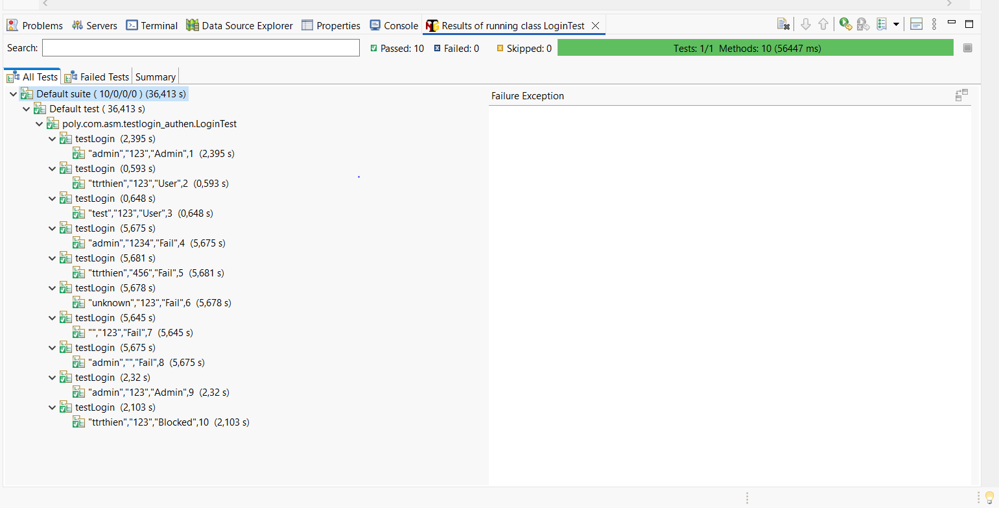 Problems Servers Terminal Data Source Explorer Properties Console Results of running class LoginTest
Search: Passed: 10 Failed: 0 Skipped: 0 Tests: 1/1 Methods: 10 (56447 ms)
All Tests Failed Tests Summary
Default suite ( 10/0/0/0 ) (36,413 s)
Failure Exception
Default test ( 36,413 s)
poly.com.asm.testlogin_authen.LoginTest
testLogin (2,395 s)
"admin","123","Admin",1 (2,395 s)
testLogin (0,593 s)
"ttrthien","123","User",2 (0,593 s)
testLogin (0,648 s)
"test","123","User",3 (0,648 s)
testLogin (5,675 s)
"admin","1234","Fail",4 (5,675 s)
testLogin (5,681 s)
"ttrthien","456","Fail",5 (5,681 s)
testLogin (5,678 s)
"unknown","123","Fail",6 (5,678 s)
testLogin (5,645 s)
"","123","Fail",7 (5,645 s)
testLogin (5,675 s)
"admin","","Fail",8 (5,675 s)
testLogin (2,32 s)
"admin","123","Admin",9 (2,32 s)
testLogin (2,103 s)
"ttrthien","123","Blocked",10 (2,103 s)